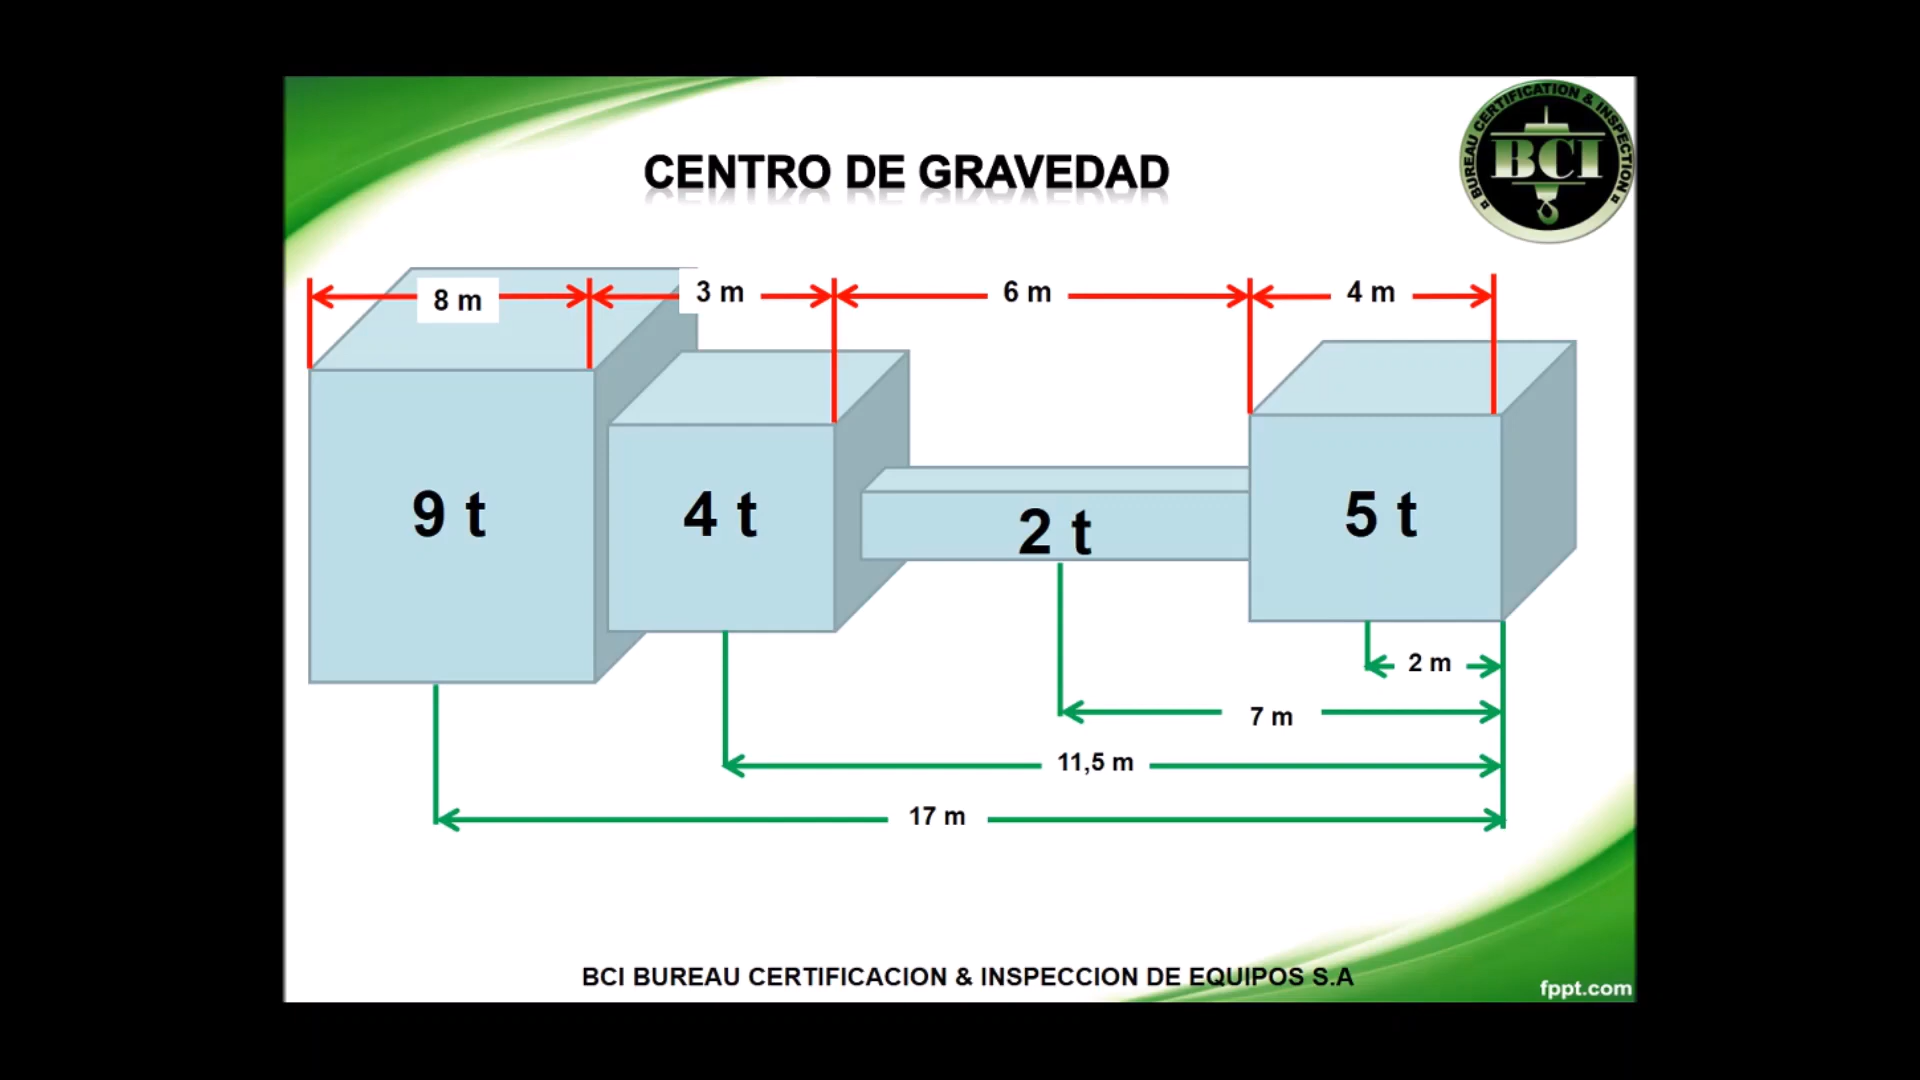 BUREAU CERTIFICATION & INSPECTION
BCI
CENTRO DE GRAVEDAD
8 m
3 m
6 m
4 m
9 t
4 t
2 t
5 t
2 m
7 m
11,5 m
17 m
BCI BUREAU CERTIFICACION & INSPECCION DE EQUIPOS S.A
fppt.com